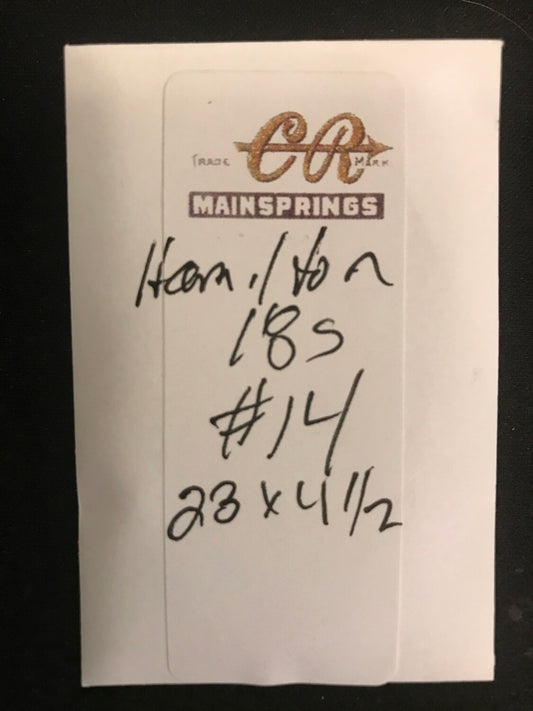 TRADE CR MARK
MAINSPRINGS
Hamilton
18s
#14
23 x 4 1/2